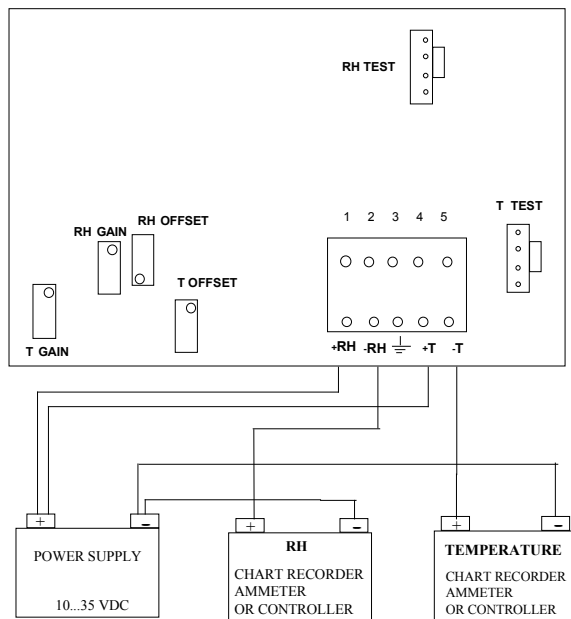 RH TEST
T TEST
1 2 3 4 5
RH OFFSET
RH GAIN
T OFFSET
T GAIN
+RH -RH +T -T
+ - + - + -
POWER SUPPLY
10...35 VDC
RH
CHART RECORDER
AMMETER
OR CONTROLLER
TEMPERATURE
CHART RECORDER
AMMETER
OR CONTROLLER